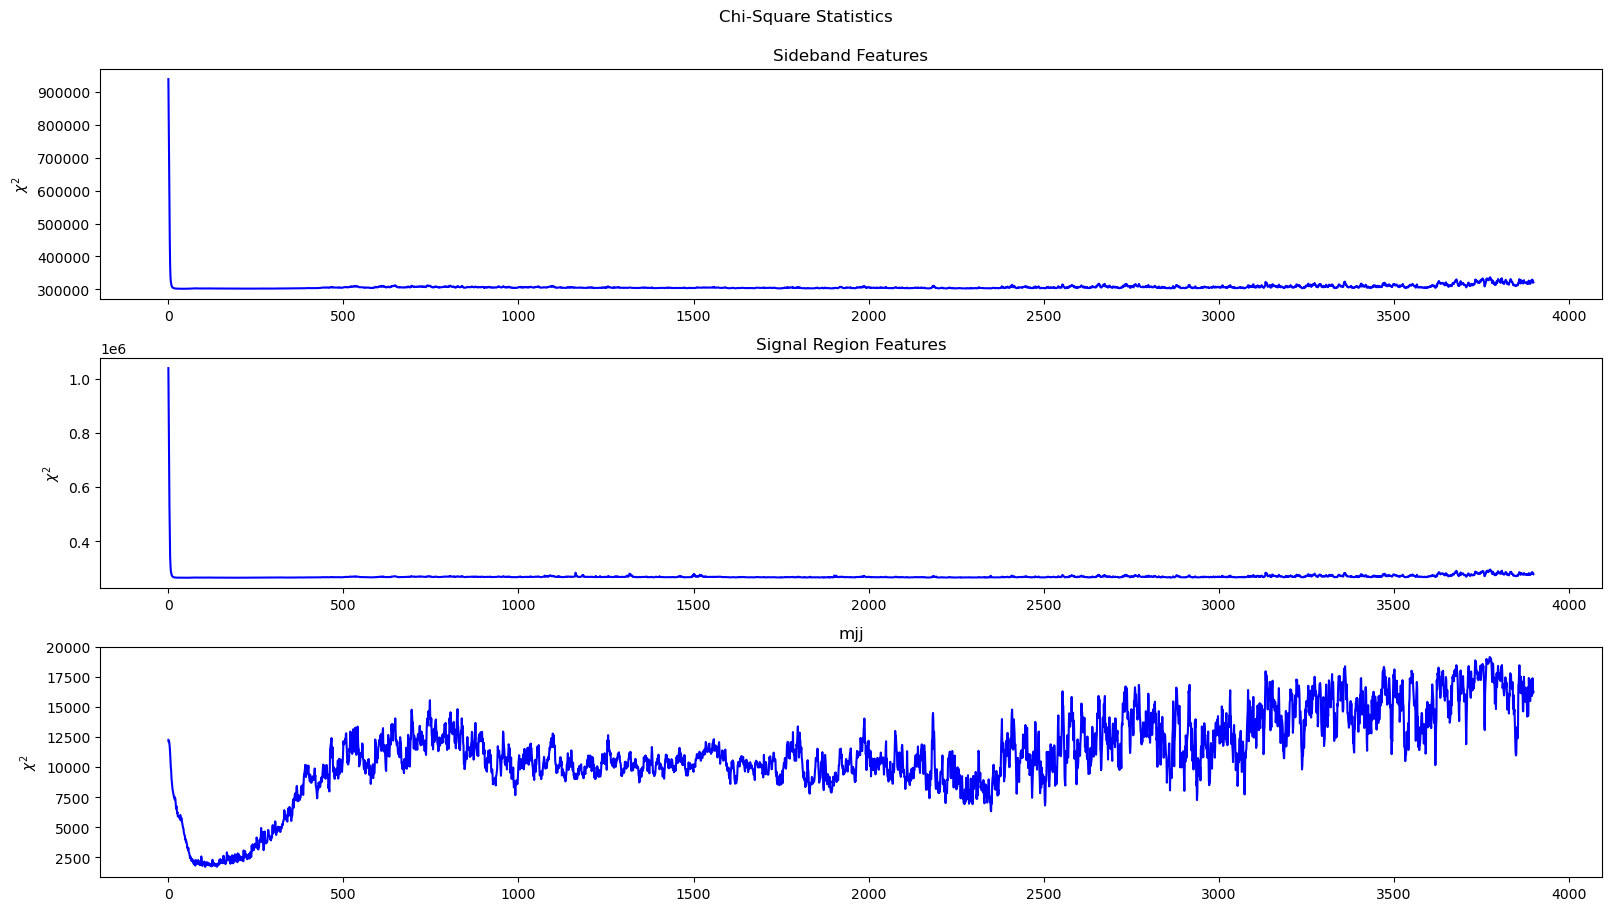 Chi-Square Statistics
Sideband Features
χ²
900000
800000
700000
600000
500000
400000
300000
0 500 1000 1500 2000 2500 3000 3500 4000
Signal Region Features
1e6
χ²
1.0
0.8
0.6
0.4
0 500 1000 1500 2000 2500 3000 3500 4000
mjj
χ²
20000
17500
15000
12500
10000
7500
5000
2500
0 500 1000 1500 2000 2500 3000 3500 4000